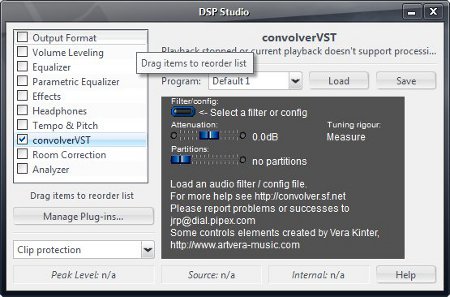 DSP Studio
Output Format
Volume Leveling
Equalizer
Parametric Equalizer
Effects
Headphones
Tempo & Pitch
convolverVST
Room Correction
Analyzer
Drag items to reorder list
Manage Plug-ins...
Clip protection
convolverVST
Playback stopped or current playback doesn't support processi...
Drag items to reorder list
Program:
Default 1
Load
Save
Filter/config:
<- Select a filter or config
Attenuation:
0.0dB
Tuning rigour:
Measure
Partitions:
no partitions
Load an audio filter / config file.
For more help see http://convolver.sf.net
Please report problems or successes to
jrp@dial.pipex.com
Some controls elements created by Vera Kinter,
http://www.artvera-music.com
Peak Level: n/a
Source: n/a
Internal: n/a
Help